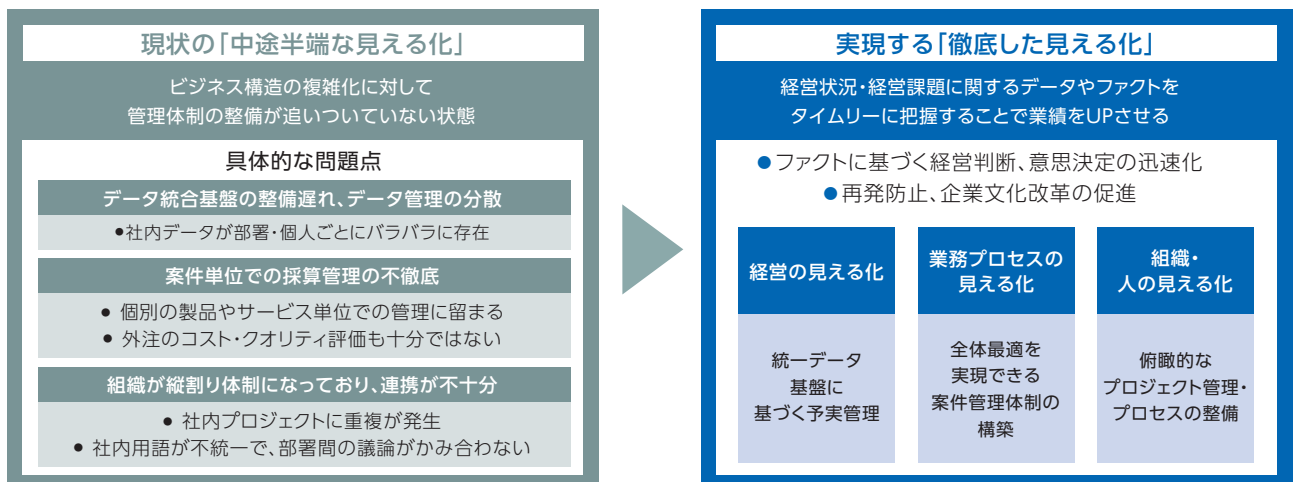 現状の「中途半端な見える化」
ビジネス構造の複雑化に対して
管理体制の整備が追いついていない状態
具体的な問題点
データ統合基盤の整備遅れ、データ管理の分散
●社内データが部署・個人ごとにバラバラに存在
案件単位での採算管理の不徹底
● 個別の製品やサービス単位での管理に留まる
● 外注のコスト・クオリティ評価も十分ではない
組織が縦割り体制になっており、連携が不十分
● 社内プロジェクトに重複が発生
● 社内用語が不統一で、部署間の議論がかみ合わない
実現する「徹底した見える化」
経営状況・経営課題に関するデータやファクトを
タイムリーに把握することで業績をUPさせる
●ファクトに基づく経営判断、意思決定の迅速化
●再発防止、企業文化改革の促進
経営の見える化
統一データ
基盤に
基づく予実管理
業務プロセスの
見える化
全体最適を
実現できる
案件管理体制の
構築
組織・
人の見える化
俯瞰的な
プロジェクト管理・
プロセスの整備